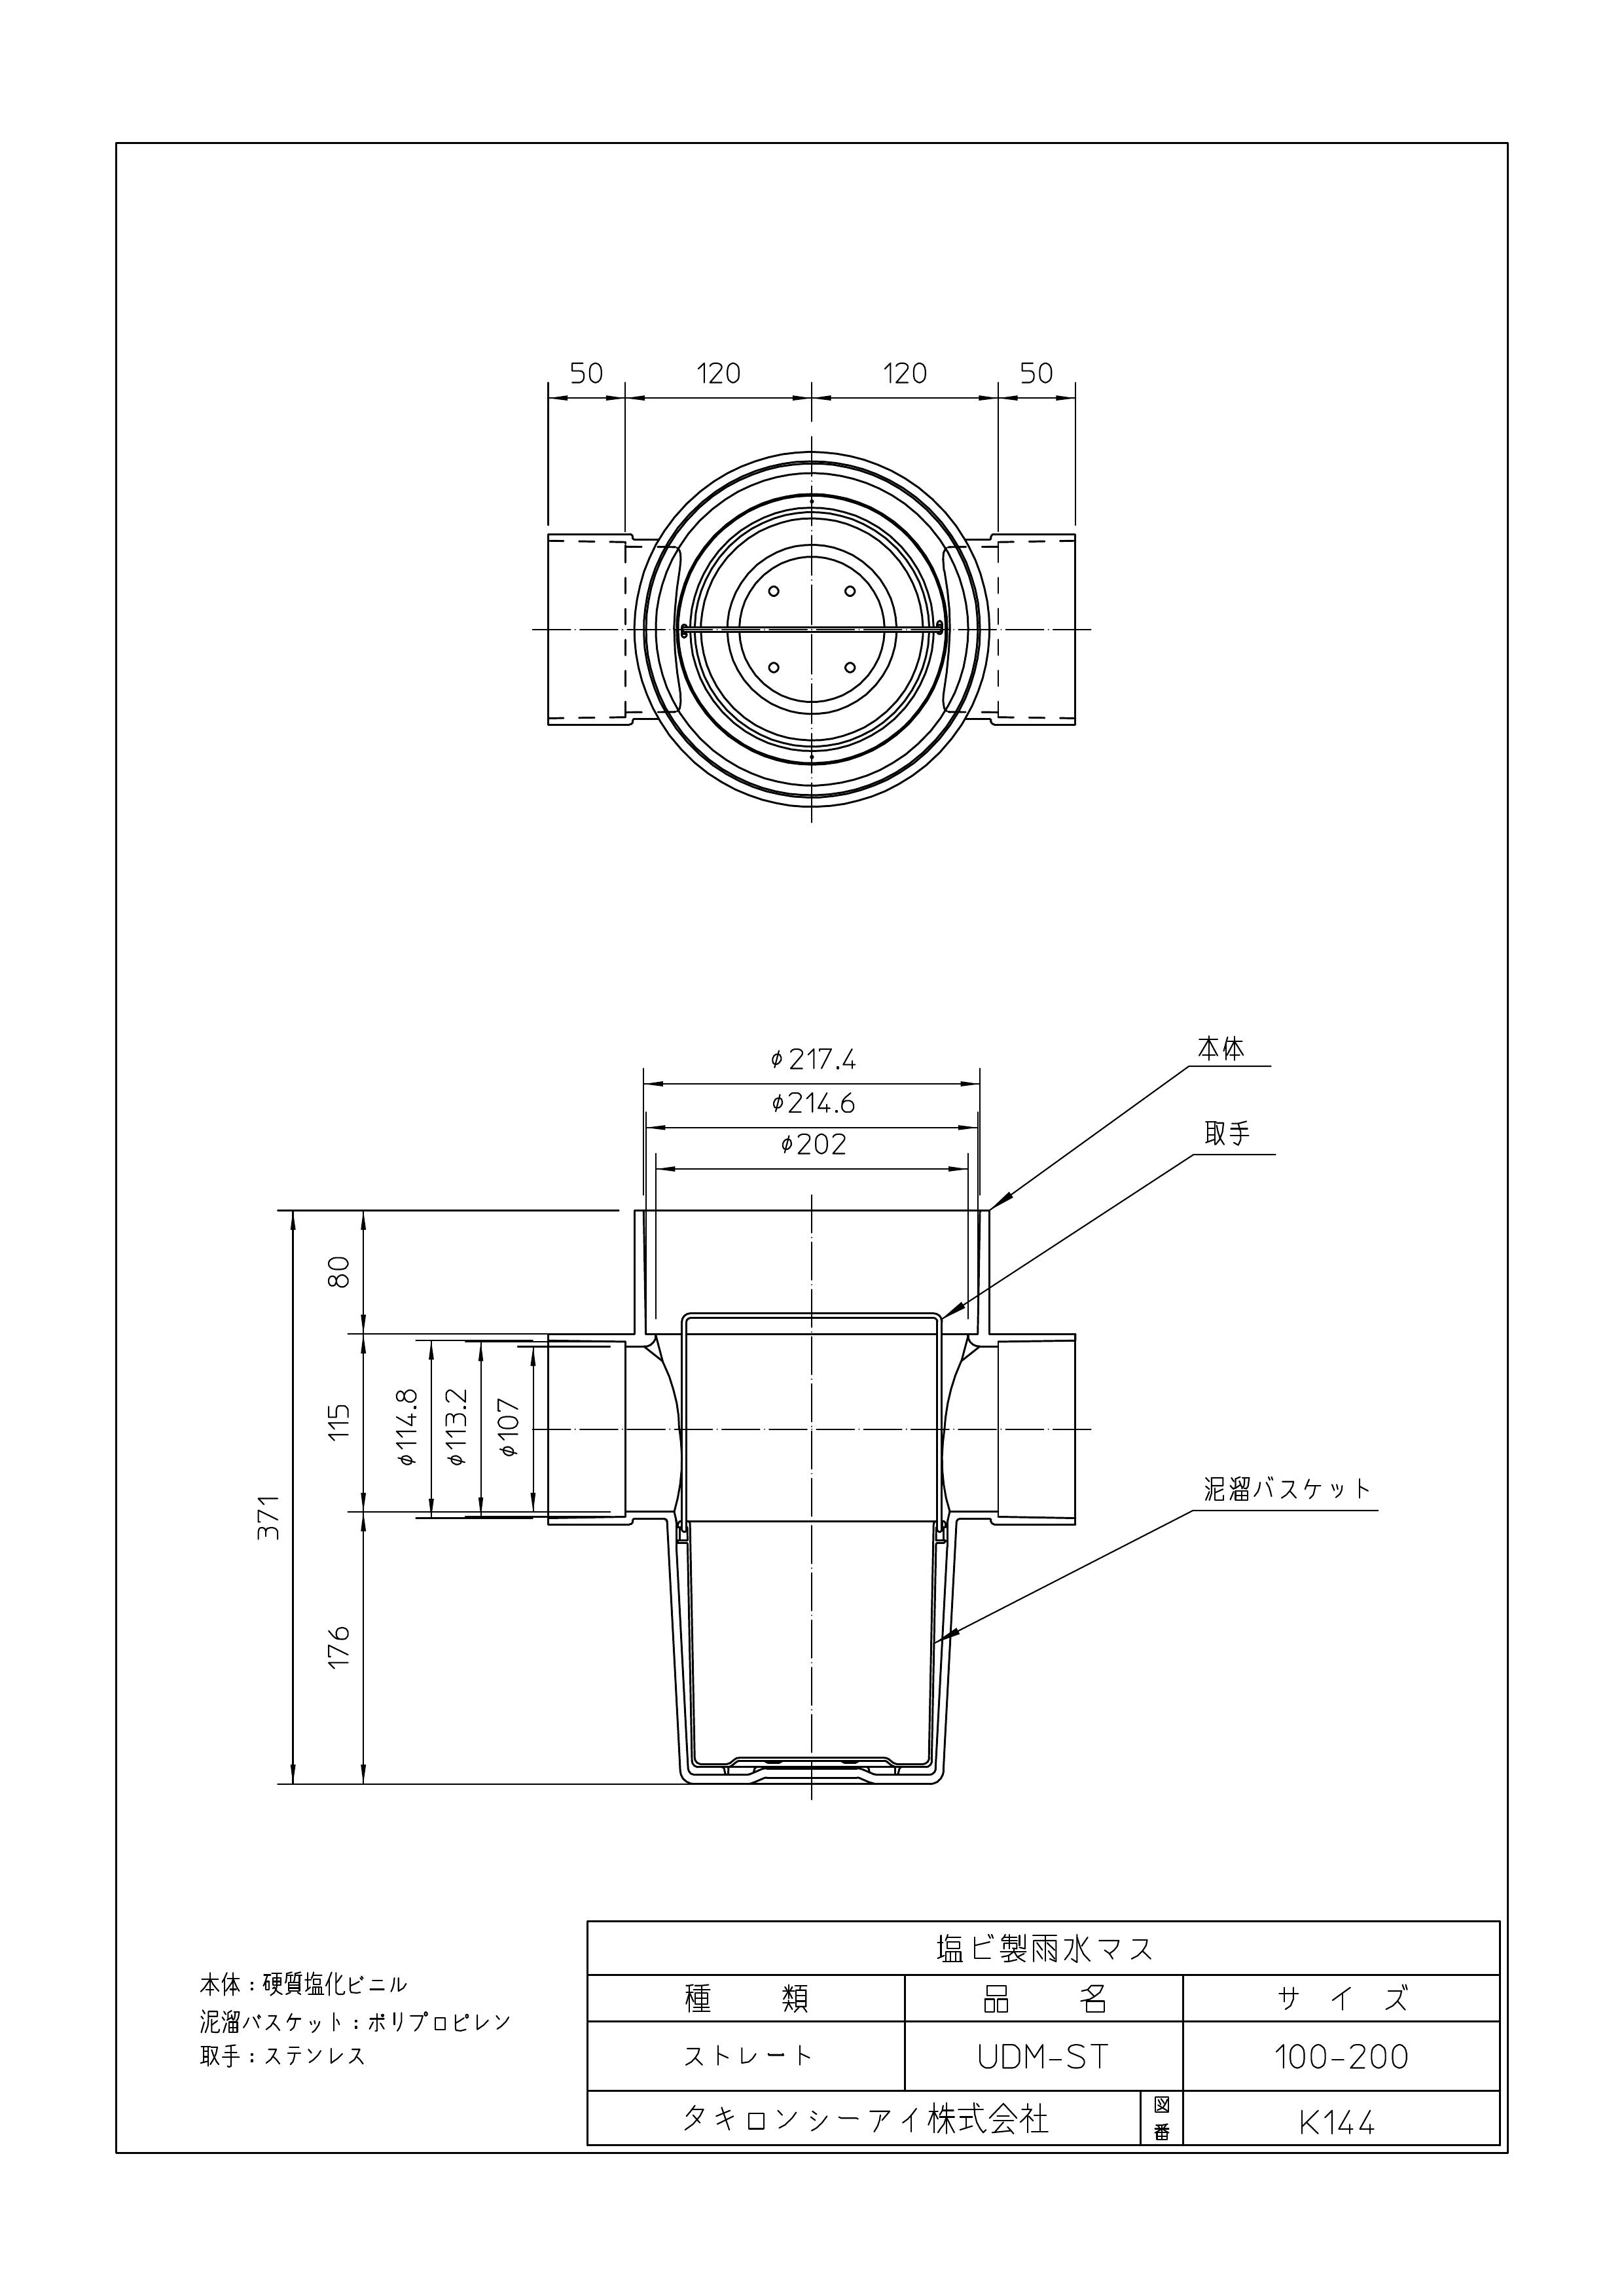 50 120 120 50
φ217.4
φ214.6
φ202
本体
取手
泥溜バスケット
80
115
176
371
φ114.8
φ113.2
φ107
本体：硬質塩化ビニル
泥溜バスケット：ポリプロピレン
取手：ステンレス
塩ビ製雨水マス
種 類 品 名 サ イ ズ
ストレート UDM-ST 100-200
タキロンシーアイ株式会社 図番 K144